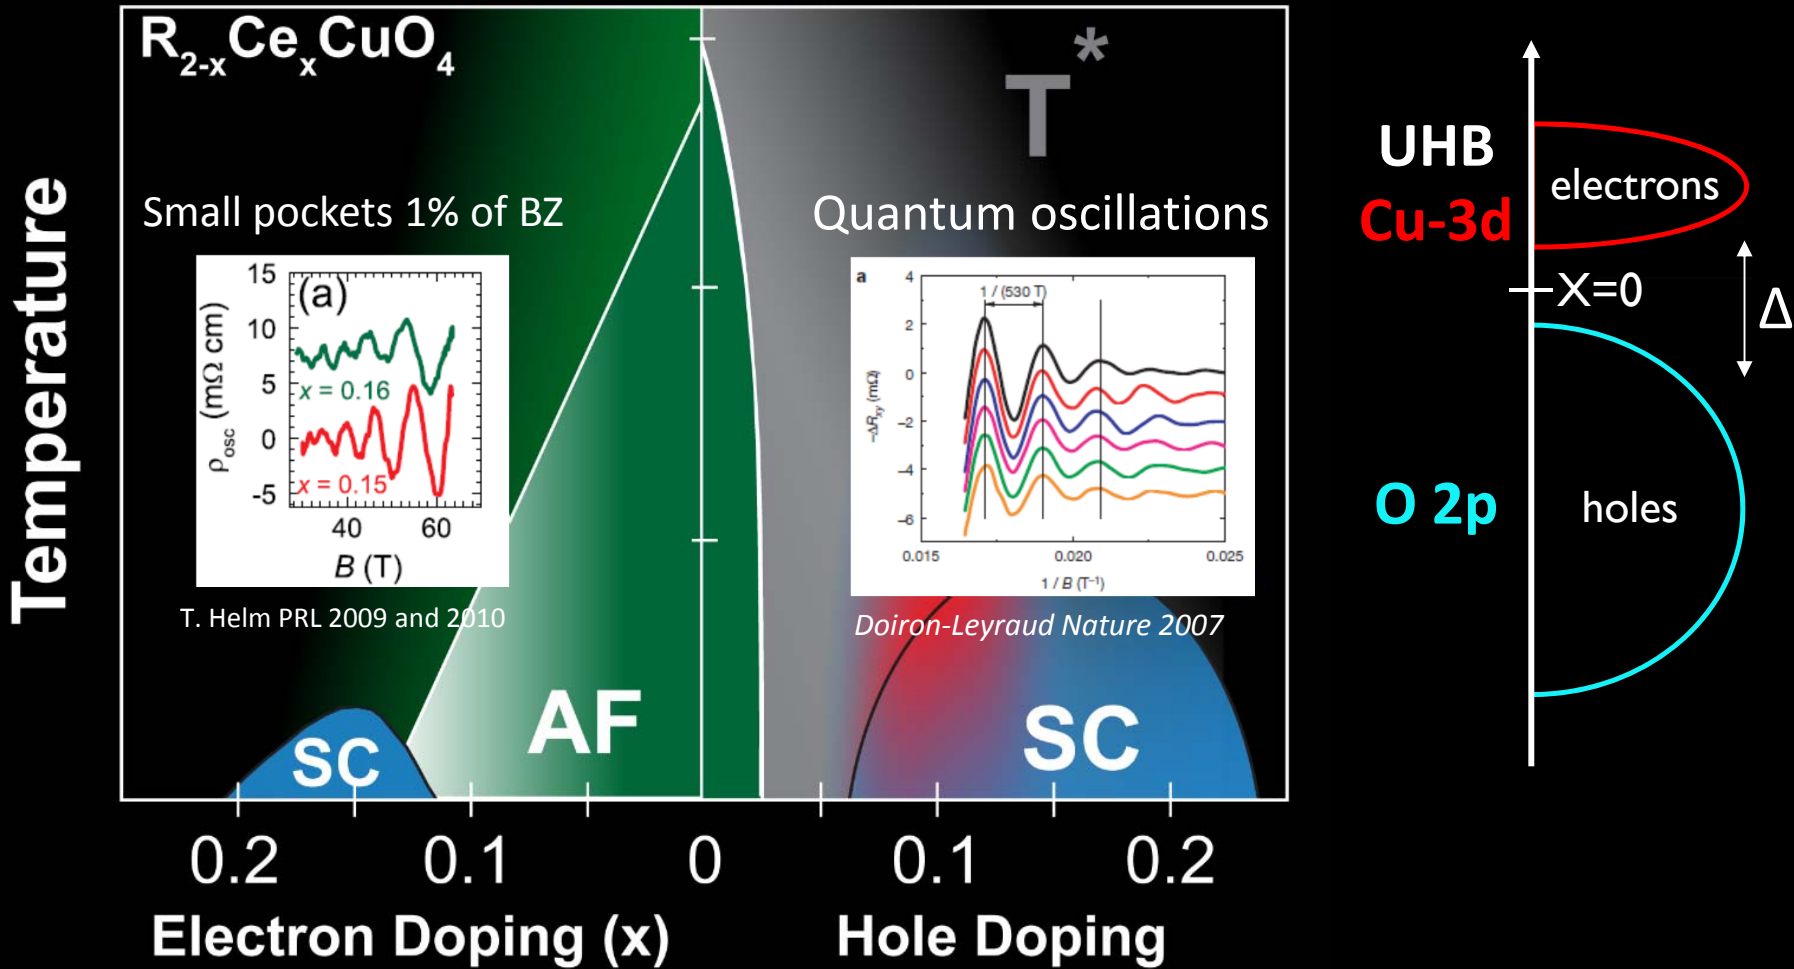 R2-xCexCuO4
T*
Small pockets 1% of BZ
Quantum oscillations
(a)
15
10
5
0
-5
ρosc (mΩ cm)
x = 0.16
x = 0.15
40 60
B (T)
T. Helm PRL 2009 and 2010
a
1 / (530 T)
4
2
0
–2
–4
–6
–ΔRxy (mΩ)
0.015 0.020 0.025
1 / B (T–1)
Doiron-Leyraud Nature 2007
AF
SC
SC
Temperature
0.2 0.1 0 0.1 0.2
Electron Doping (x) Hole Doping
UHB
Cu-3d
electrons
X=0
Δ
O 2p
holes